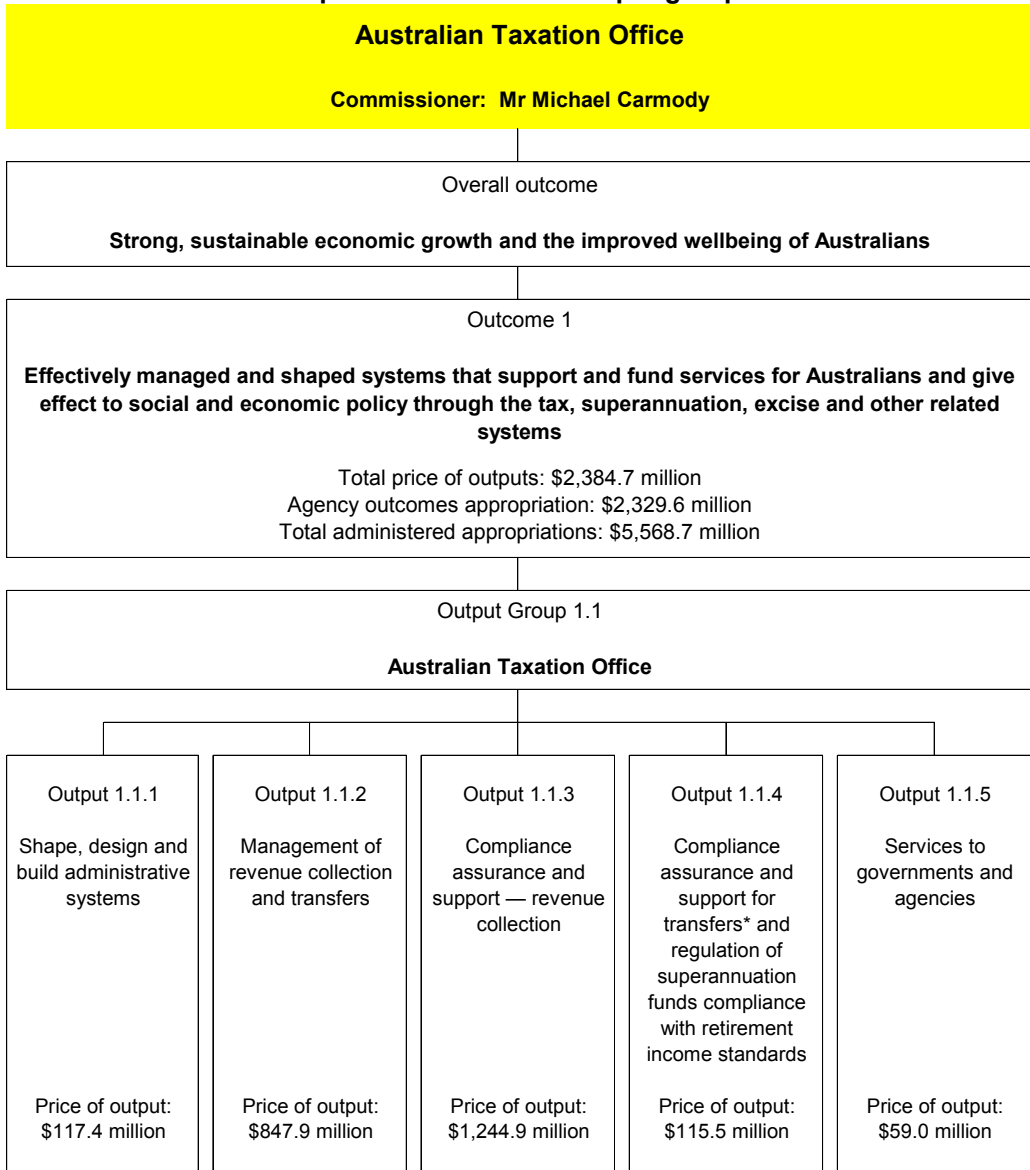 Australian Taxation Office
Commissioner: Mr Michael Carmody
Overall outcome
Strong, sustainable economic growth and the improved wellbeing of Australians
Outcome 1
Effectively managed and shaped systems that support and fund services for Australians and give
effect to social and economic policy through the tax, superannuation, excise and other related
systems
Total price of outputs: $2,384.7 million
Agency outcomes appropriation: $2,329.6 million
Total administered appropriations: $5,568.7 million
Output Group 1.1
Australian Taxation Office
Output 1.1.1
Shape, design and
build administrative
systems
Price of output:
$117.4 million
Output 1.1.2
Management of
revenue collection
and transfers
Price of output:
$847.9 million
Output 1.1.3
Compliance
assurance and
support — revenue
collection
Price of output:
$1,244.9 million
Output 1.1.4
Compliance
assurance and
support for
transfers* and
regulation of
superannuation
funds compliance
with retirement
income standards
Price of output:
$115.5 million
Output 1.1.5
Services to
governments and
agencies
Price of output:
$59.0 million